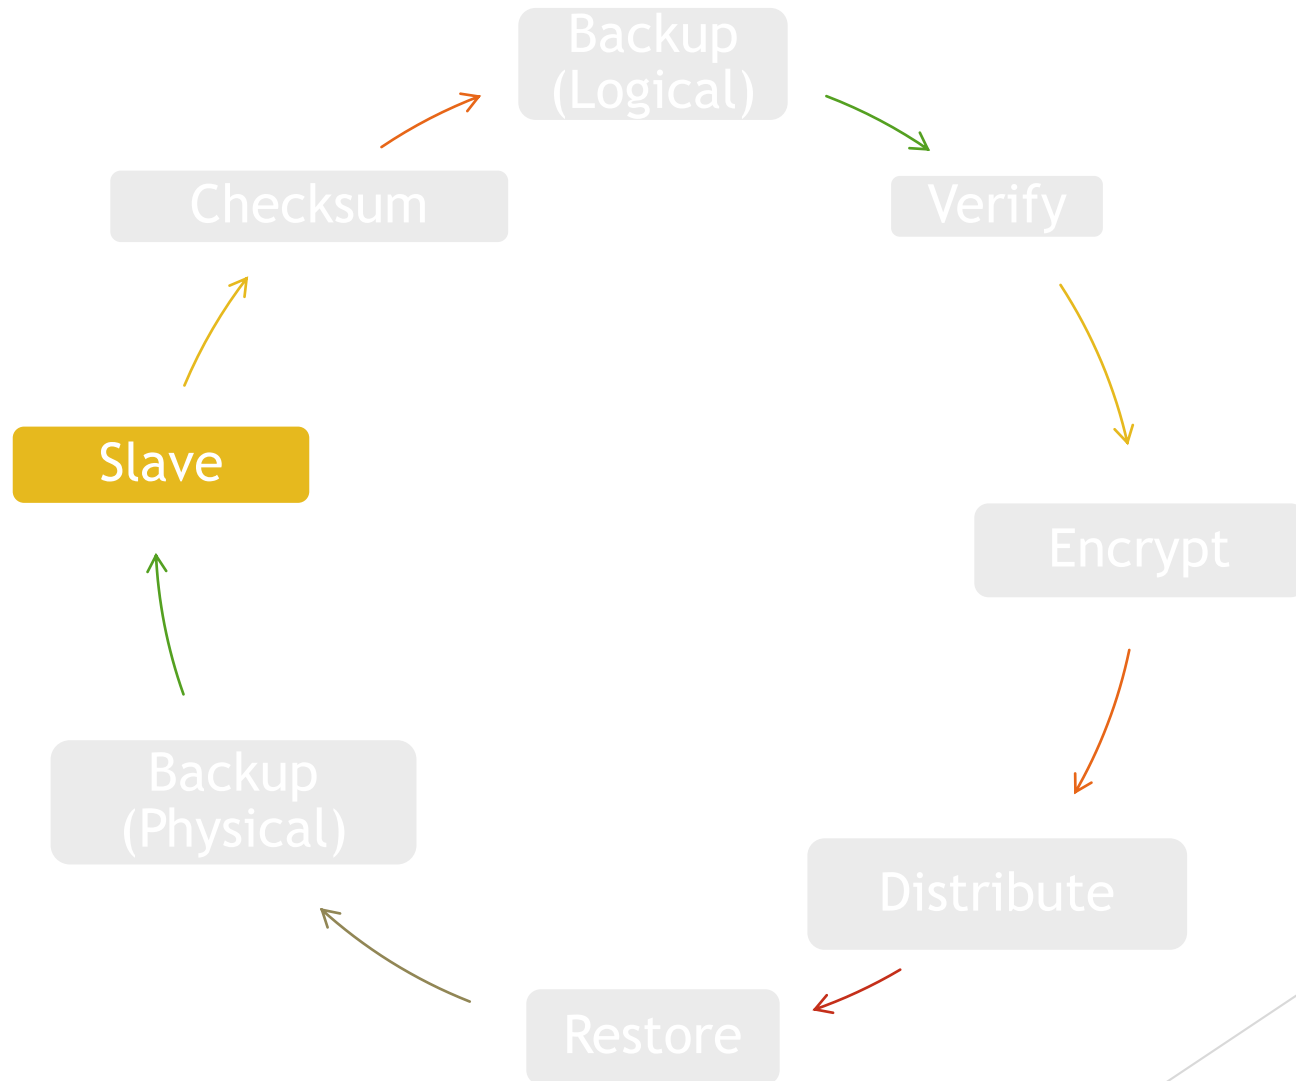 Backup
(Logical)
Checksum
Verify
Slave
Encrypt
Backup
(Physical)
Distribute
Restore